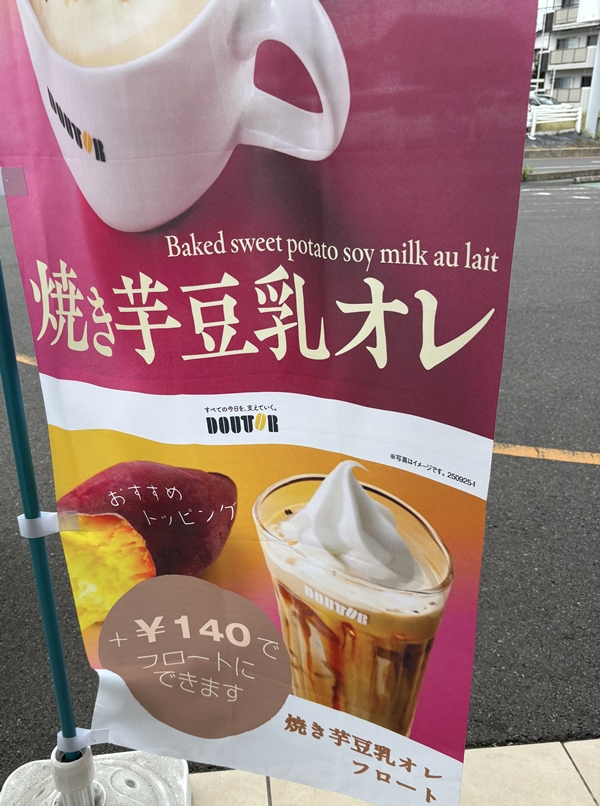 DOUTOR
Baked sweet potato soy milk au lait
焼き芋豆乳オレ
すべての今日を、支えていく。
DOUTOR
※写真はイメージです。250925-I
おすすめ
トッピング
DOUTOR
+¥140で
フロートに
できます
焼き芋豆乳オレ
フロート